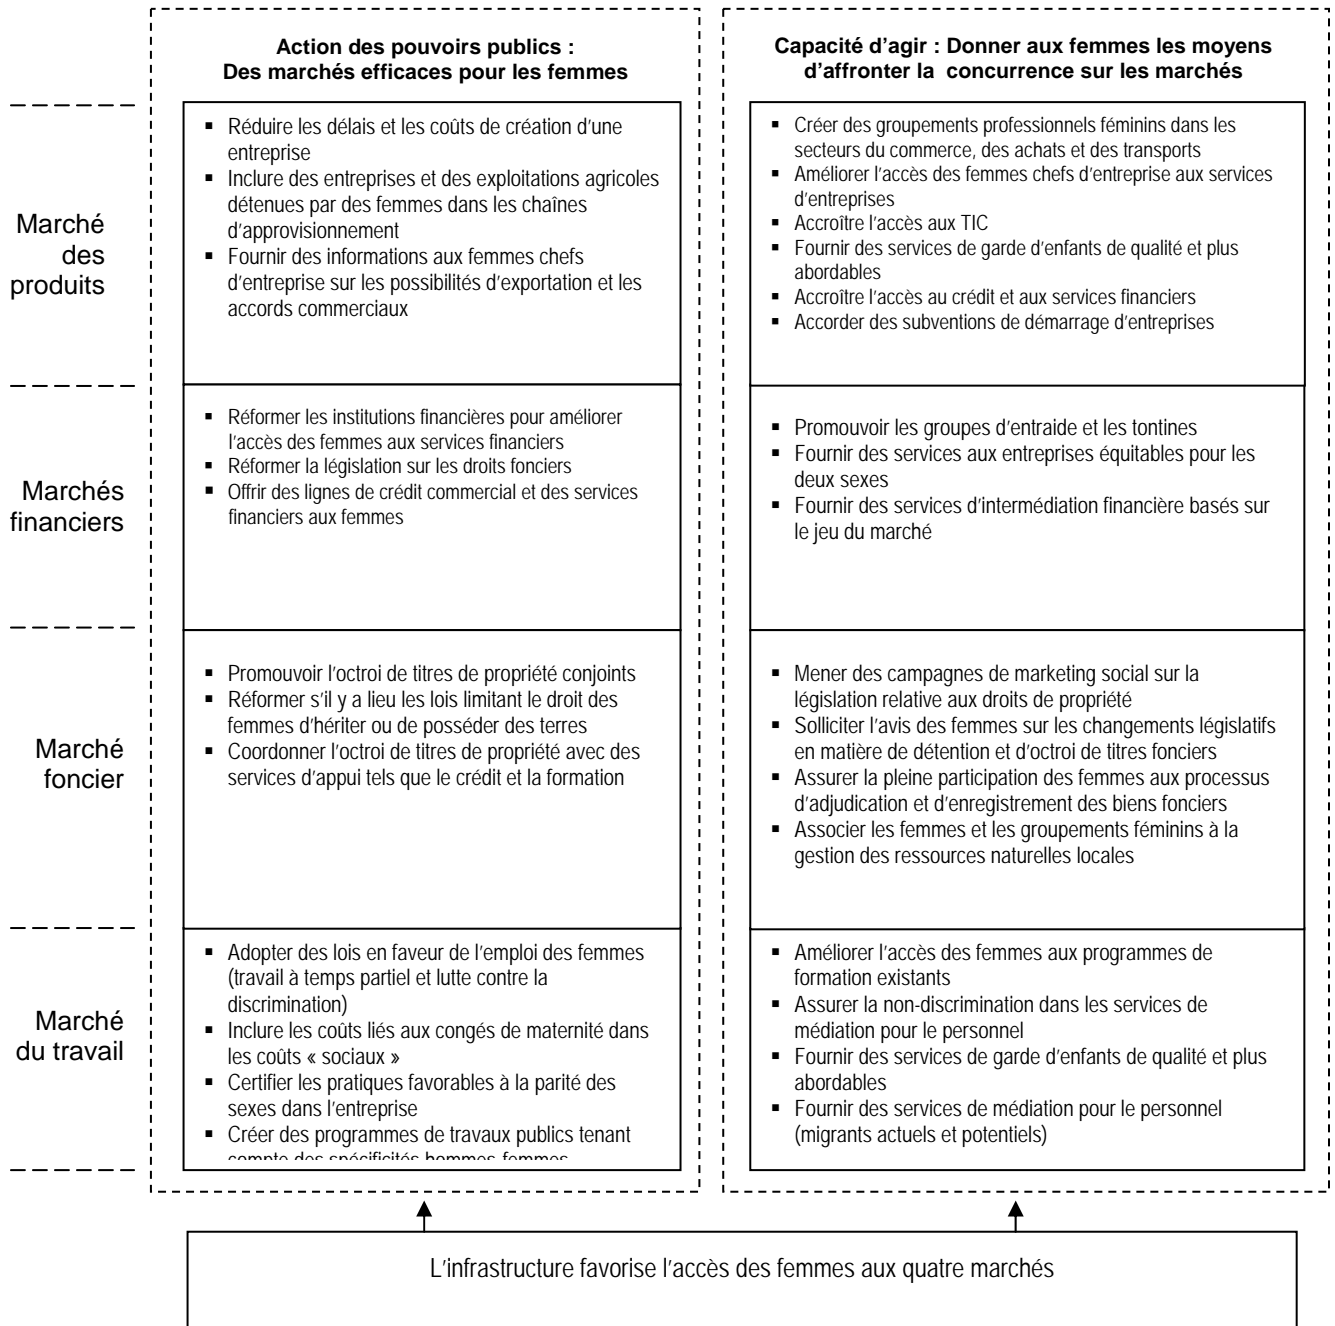 Action des pouvoirs publics :
Des marchés efficaces pour les femmes
Capacité d'agir : Donner aux femmes les moyens
d'affronter la concurrence sur les marchés
Marché
des
produits
▪ Réduire les délais et les coûts de création d'une
entreprise
▪ Inclure des entreprises et des exploitations agricoles
détenues par des femmes dans les chaînes
d'approvisionnement
▪ Fournir des informations aux femmes chefs
d'entreprise sur les possibilités d'exportation et les
accords commerciaux
▪ Créer des groupements professionnels féminins dans les
secteurs du commerce, des achats et des transports
▪ Améliorer l'accès des femmes chefs d'entreprise aux services
d'entreprises
▪ Accroître l'accès aux TIC
▪ Fournir des services de garde d'enfants de qualité et plus
abordables
▪ Accroître l'accès au crédit et aux services financiers
▪ Accorder des subventions de démarrage d'entreprises
Marchés
financiers
▪ Réformer les institutions financières pour améliorer
l'accès des femmes aux services financiers
▪ Réformer la législation sur les droits fonciers
▪ Offrir des lignes de crédit commercial et des services
financiers aux femmes
▪ Promouvoir les groupes d'entraide et les tontines
▪ Fournir des services aux entreprises équitables pour les
deux sexes
▪ Fournir des services d'intermédiation financière basés sur
le jeu du marché
Marché
foncier
▪ Promouvoir l'octroi de titres de propriété conjoints
▪ Réformer s'il y a lieu les lois limitant le droit des
femmes d'hériter ou de posséder des terres
▪ Coordonner l'octroi de titres de propriété avec des
services d'appui tels que le crédit et la formation
▪ Mener des campagnes de marketing social sur la
législation relative aux droits de propriété
▪ Solliciter l'avis des femmes sur les changements législatifs
en matière de détention et d'octroi de titres fonciers
▪ Assurer la pleine participation des femmes aux processus
d'adjudication et d'enregistrement des biens fonciers
▪ Associer les femmes et les groupements féminins à la
gestion des ressources naturelles locales
Marché
du travail
▪ Adopter des lois en faveur de l'emploi des femmes
(travail à temps partiel et lutte contre la
discrimination)
▪ Inclure les coûts liés aux congés de maternité dans
les coûts « sociaux »
▪ Certifier les pratiques favorables à la parité des
sexes dans l'entreprise
▪ Créer des programmes de travaux publics tenant
compte des spécificités hommes-femmes
▪ Améliorer l'accès des femmes aux programmes de
formation existants
▪ Assurer la non-discrimination dans les services de
médiation pour le personnel
▪ Fournir des services de garde d'enfants de qualité et plus
abordables
▪ Fournir des services de médiation pour le personnel
(migrants actuels et potentiels)
L'infrastructure favorise l'accès des femmes aux quatre marchés